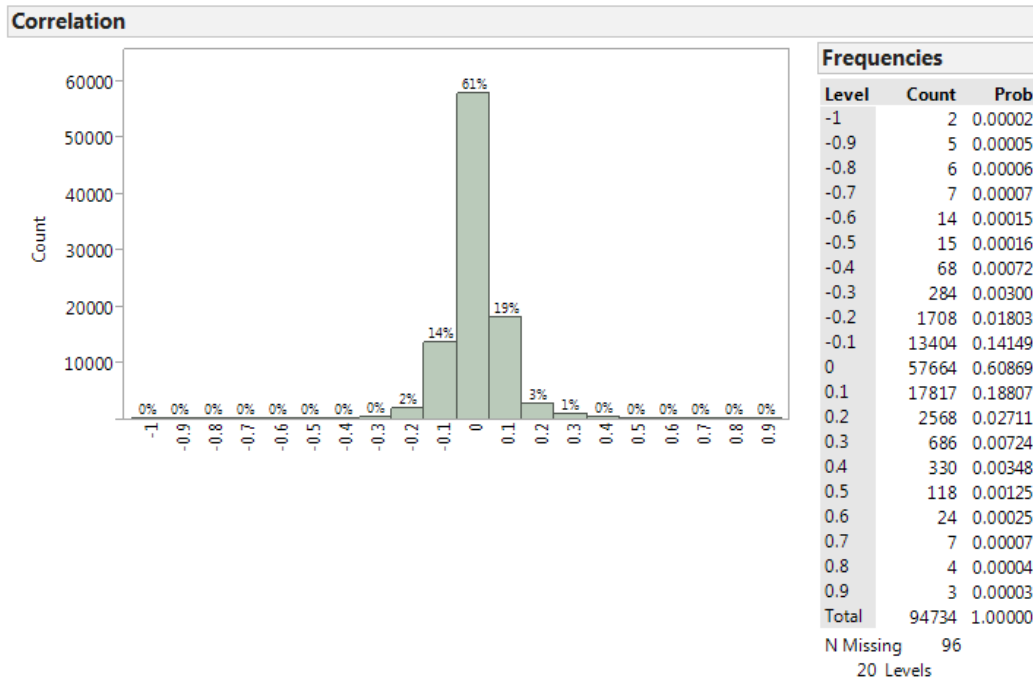 Correlation
60000
50000
40000
30000
20000
10000
Count
0% 0% 0% 0% 0% 0% 0% 0% 2% 14% 61% 19% 3% 1% 0% 0% 0% 0% 0% 0%
-1 -0.9 -0.8 -0.7 -0.6 -0.5 -0.4 -0.3 -0.2 -0.1 0 0.1 0.2 0.3 0.4 0.5 0.6 0.7 0.8 0.9
Frequencies
Level Count Prob
-1 2 0.00002
-0.9 5 0.00005
-0.8 6 0.00006
-0.7 7 0.00007
-0.6 14 0.00015
-0.5 15 0.00016
-0.4 68 0.00072
-0.3 284 0.00300
-0.2 1708 0.01803
-0.1 13404 0.14149
0 57664 0.60869
0.1 17817 0.18807
0.2 2568 0.02711
0.3 686 0.00724
0.4 330 0.00348
0.5 118 0.00125
0.6 24 0.00025
0.7 7 0.00007
0.8 4 0.00004
0.9 3 0.00003
Total 94734 1.00000
N Missing 96
20 Levels